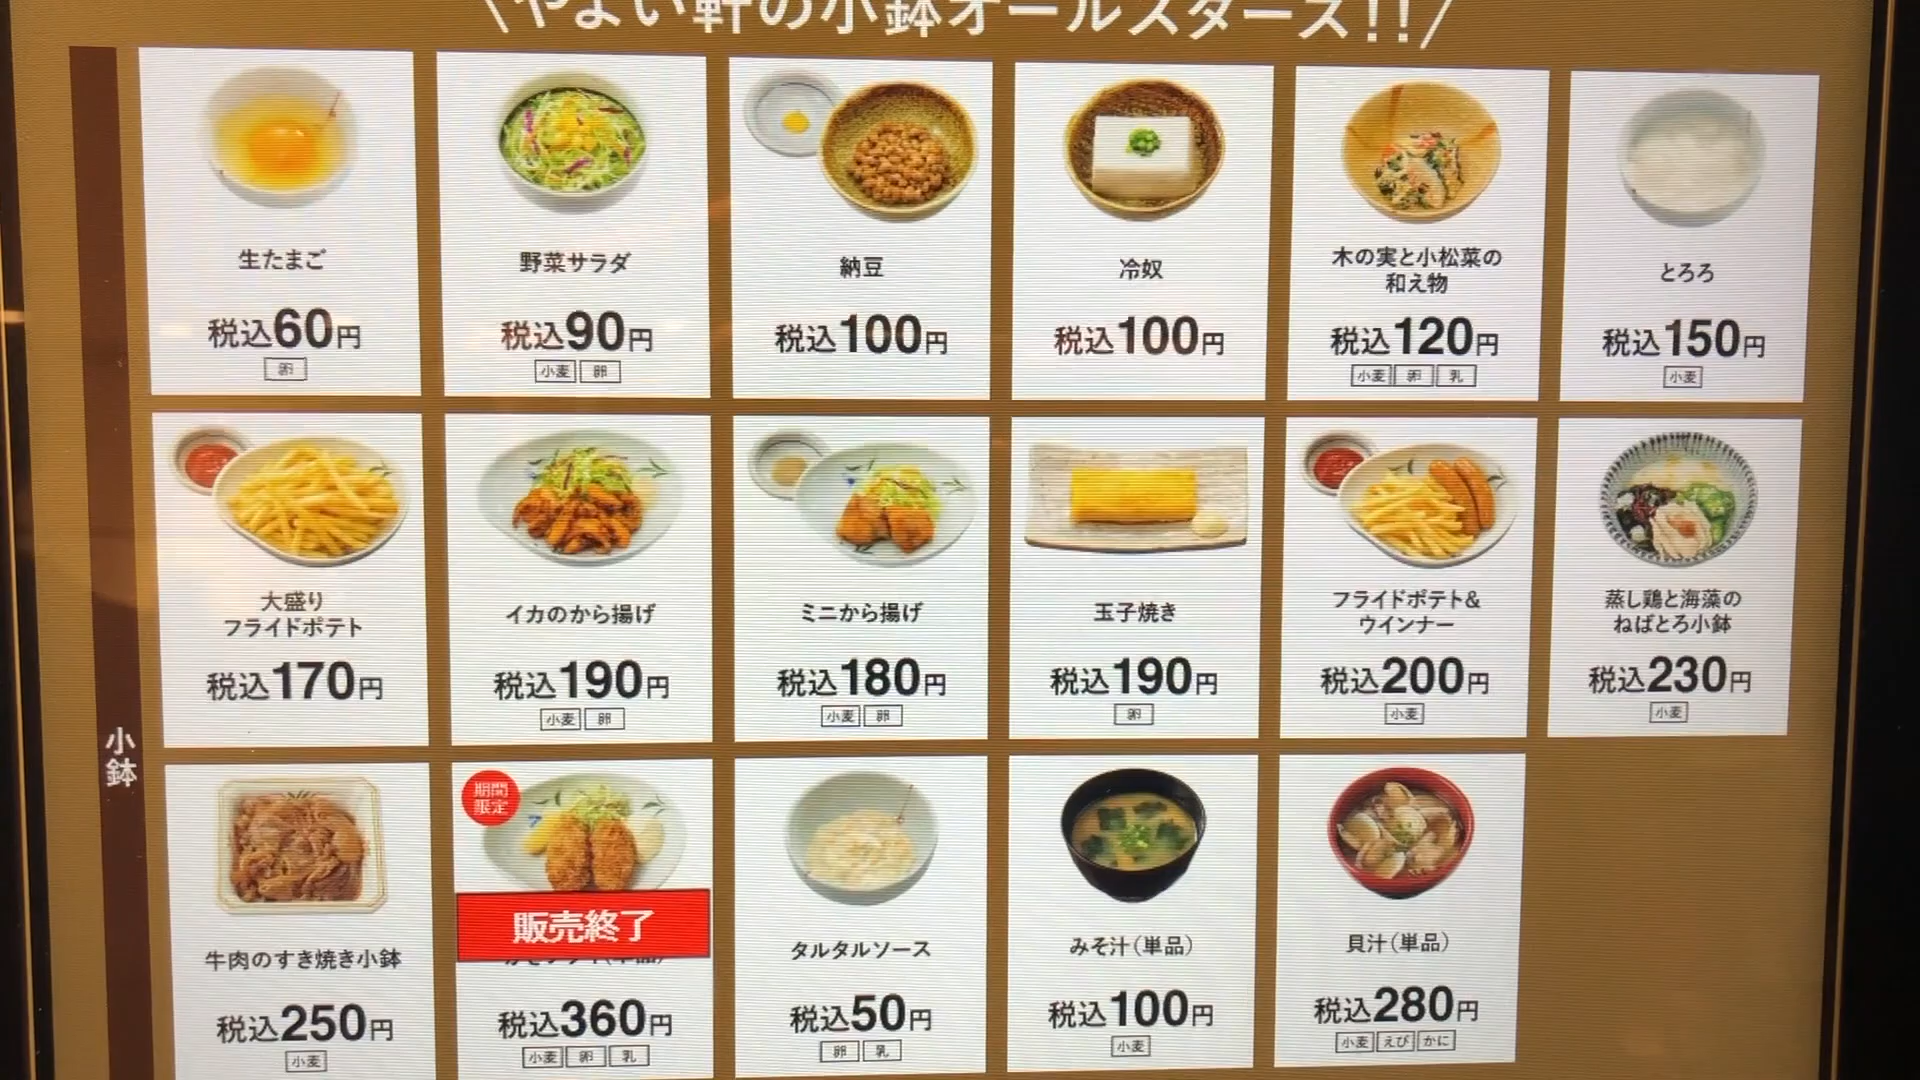 \やよい軒の小鉢オールスターズ!!/
生たまご
税込60円
卵
野菜サラダ
税込90円
小麦 卵
納豆
税込100円
冷奴
税込100円
木の実と小松菜の
和え物
税込120円
小麦 卵 乳
とろろ
税込150円
小麦
大盛り
フライドポテト
税込170円
イカのから揚げ
税込190円
小麦 卵
ミニから揚げ
税込180円
小麦 卵
玉子焼き
税込190円
卵
フライドポテト&
ウインナー
税込200円
小麦
蒸し鶏と海藻の
ねばとろ小鉢
税込230円
小麦
小鉢
牛肉のすき焼き小鉢
税込250円
小麦
期間
限定
販売終了
税込360円
小麦 卵 乳
タルタルソース
税込50円
卵 乳
みそ汁(単品)
税込100円
小麦
貝汁(単品)
税込280円
小麦 えび かに